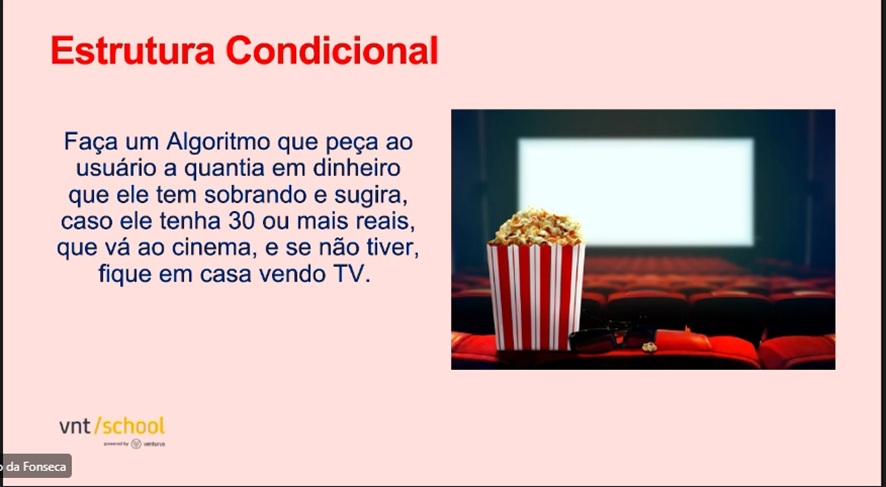 Estrutura Condicional
Faça um Algoritmo que peça ao
usuário a quantia em dinheiro
que ele tem sobrando e sugira,
caso ele tenha 30 ou mais reais,
que vá ao cinema, e se não tiver,
fique em casa vendo TV.
vnt/school
powered by venturus
o da Fonseca